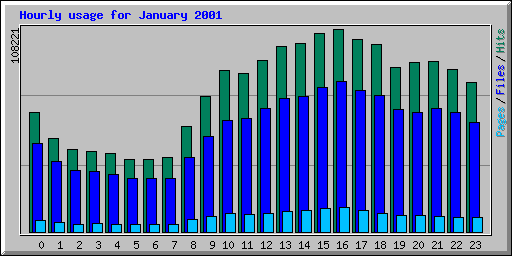 Hourly usage for January 2001
108221
Pages/Files/Hits
0 1 2 3 4 5 6 7 8 9 10 11 12 13 14 15 16 17 18 19 20 21 22 23